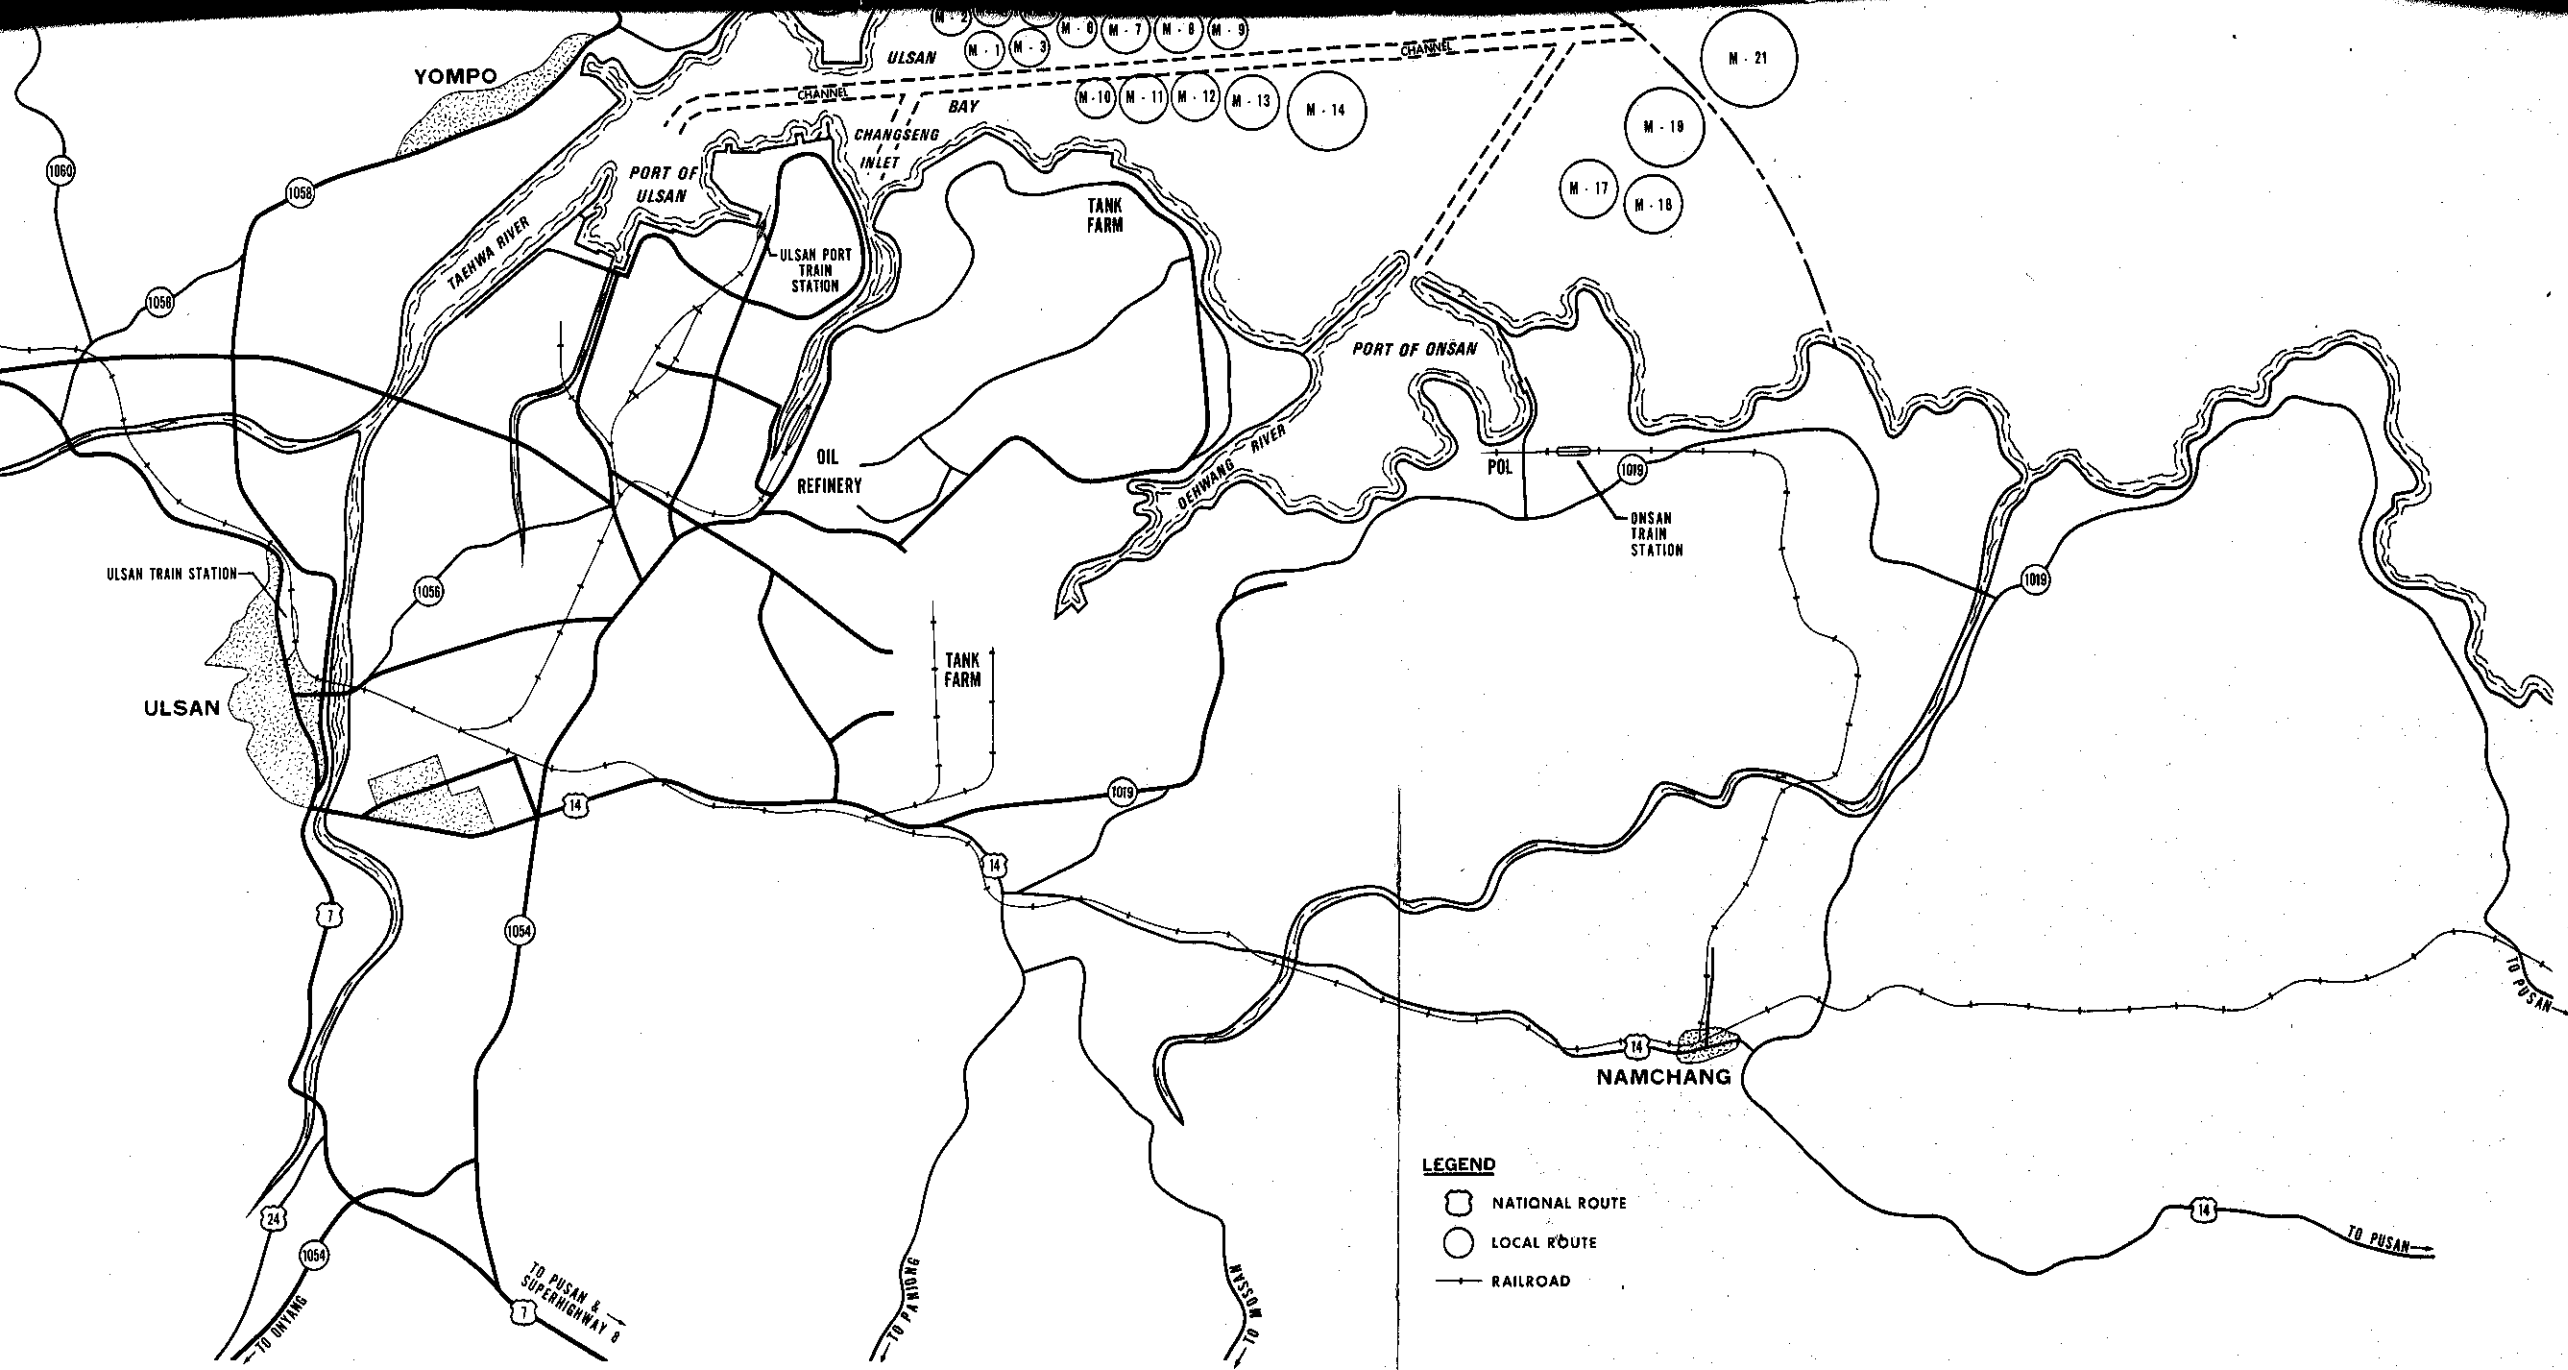 M - 2
M - 6
M - 7
M - 8
M - 9
M - 1
M - 3
ULSAN
BAY
CHANNEL
CHANNEL
M - 21
M - 10
M - 11
M - 12
M - 13
M - 14
M - 19
M - 17
M - 18
YOMPO
1060
1058
CHANGSENG
INLET
PORT OF
ULSAN
TANK
FARM
TAEHWA RIVER
ULSAN PORT
TRAIN
STATION
1056
PORT OF ONSAN
OIL
REFINERY
OEHWANG RIVER
POL
1019
ONSAN
TRAIN
STATION
ULSAN TRAIN STATION
1056
1019
TANK
FARM
ULSAN
14
1019
14
7
1054
TO PUSAN
14
NAMCHANG
LEGEND
NATIONAL ROUTE
LOCAL ROUTE
RAILROAD
24
1054
14
TO PUSAN
TO ONYANG
TO PUSAN &
SUPERHIGHWAY 8
7
TO PANJONG
TO MOSSAN